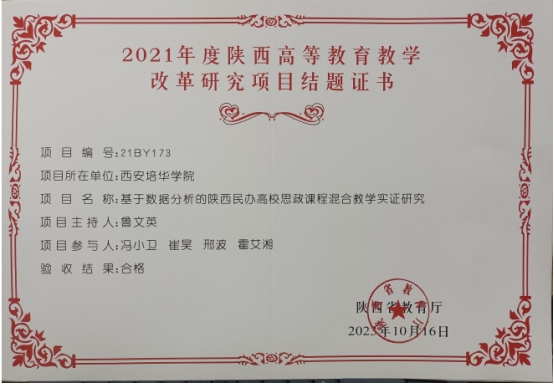 2021年度陕西高等教育教学
改革研究项目结题证书
项目编号:21BY173
项目所在单位:西安培华学院
项目名称:基于数据分析的陕西民办高校思政课程混合教学实证研究
项目主持人:鲁文英
项目参与人:冯小卫 崔昊 邢波 霍艾湘
验收结果:合格
陕西省教育厅
2023年10月16日